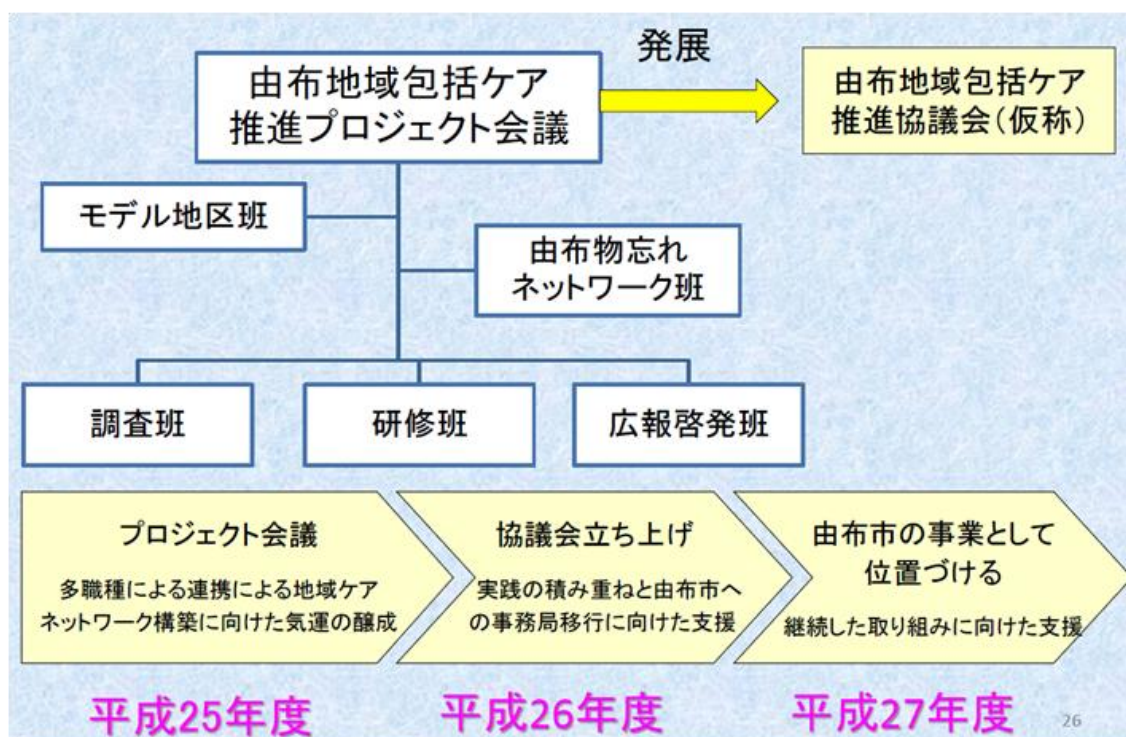 由布地域包括ケア
推進プロジェクト会議
発展
由布地域包括ケア
推進協議会（仮称）
モデル地区班
由布物忘れ
ネットワーク班
調査班
研修班
広報啓発班
プロジェクト会議
多職種による連携による地域ケア
ネットワーク構築に向けた気運の醸成
協議会立ち上げ
実践の積み重ねと由布市へ
の事務局移行に向けた支援
由布市の事業として
位置づける
継続した取り組みに向けた支援
平成25年度
平成26年度
平成27年度
26